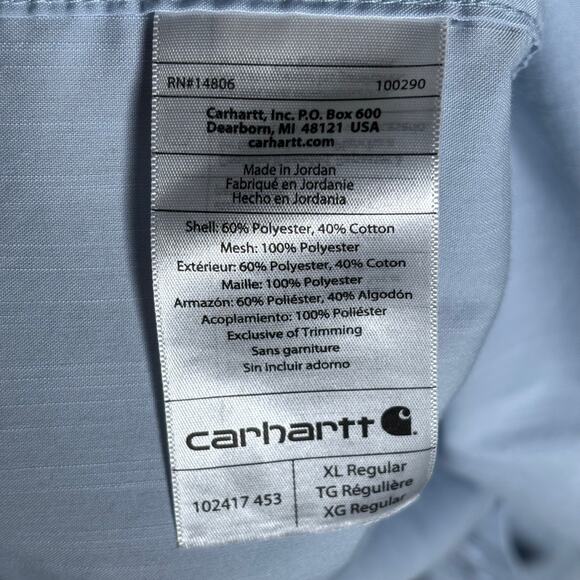 RN#14806 100290
Carhartt, Inc. P.O. Box 600
Dearborn, MI 48121 USA
carhartt.com
Made in Jordan
Fabriqué en Jordanie
Hecho en Jordania
Shell: 60% Polyester, 40% Cotton
Mesh: 100% Polyester
Extérieur: 60% Polyester, 40% Coton
Maille: 100% Polyester
Armazón: 60% Poliéster, 40% Algodón
Acoplamiento: 100% Poliéster
Exclusive of Trimming
Sans garniture
Sin incluir adorno
carhartt
102417 453
XL Regular
TG Régulière
XG Regular